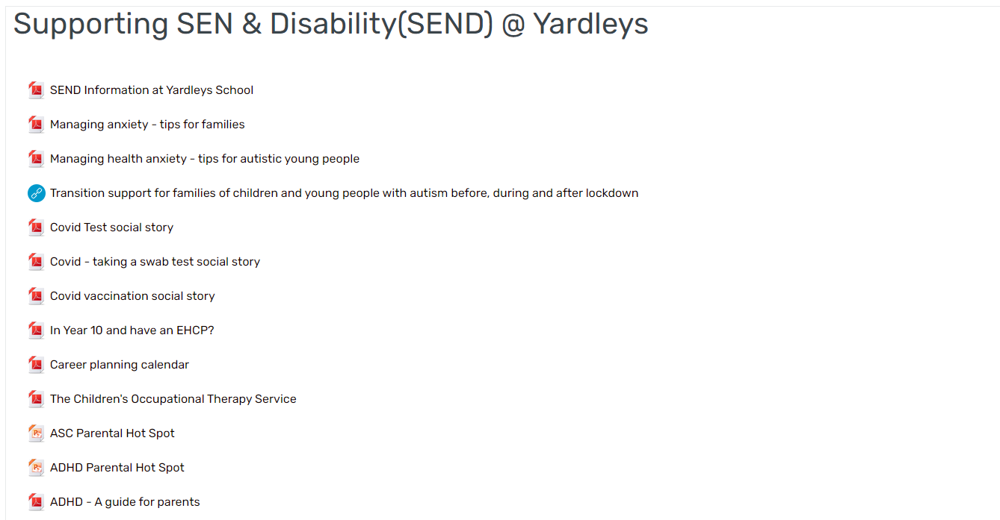 Supporting SEN & Disability(SEND) @ Yardleys
SEND Information at Yardleys School
Managing anxiety - tips for families
Managing health anxiety - tips for autistic young people
Transition support for families of children and young people with autism before, during and after lockdown
Covid Test social story
Covid - taking a swab test social story
Covid vaccination social story
In Year 10 and have an EHCP?
Career planning calendar
The Children's Occupational Therapy Service
ASC Parental Hot Spot
ADHD Parental Hot Spot
ADHD - A guide for parents